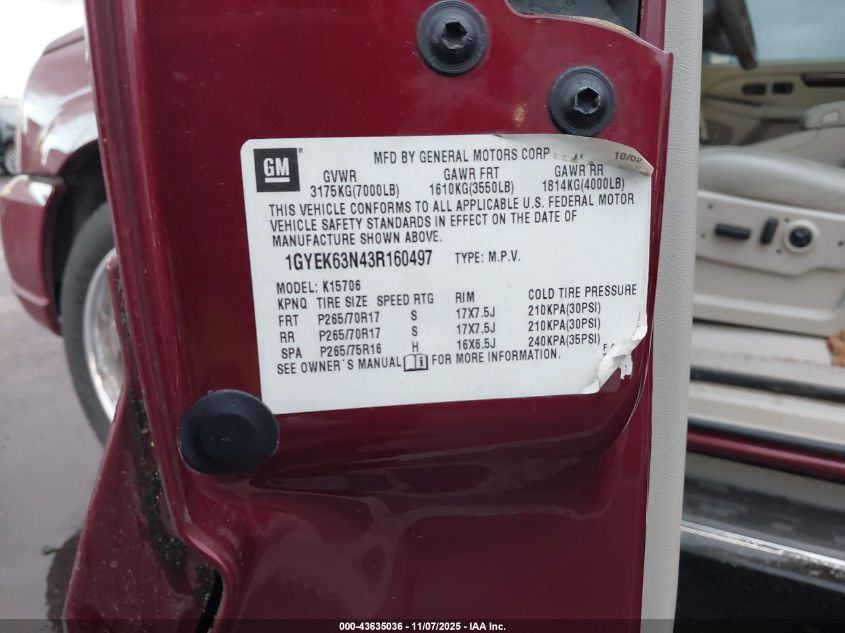 GM
MFD BY GENERAL MOTORS CORP 10/02
GVWR GAWR FRT GAWR RR
3175KG(7000LB) 1610KG(3550LB) 1814KG(4000LB)
THIS VEHICLE CONFORMS TO ALL APPLICABLE U.S. FEDERAL MOTOR
VEHICLE SAFETY STANDARDS IN EFFECT ON THE DATE OF
MANUFACTURE SHOWN ABOVE.
1GYEK63N43R160497 TYPE: M.P.V.
MODEL: K15706
KPNQ TIRE SIZE SPEED RTG RIM COLD TIRE PRESSURE
FRT P265/70R17 S 17X7.5J 210KPA(30PSI)
RR P265/70R17 S 17X7.5J 210KPA(30PSI)
SPA P265/75R16 H 16X6.5J 240KPA(35PSI)
SEE OWNER´S MANUAL FOR MORE INFORMATION.
000-43635036 - 11/07/2025 - IAA Inc.